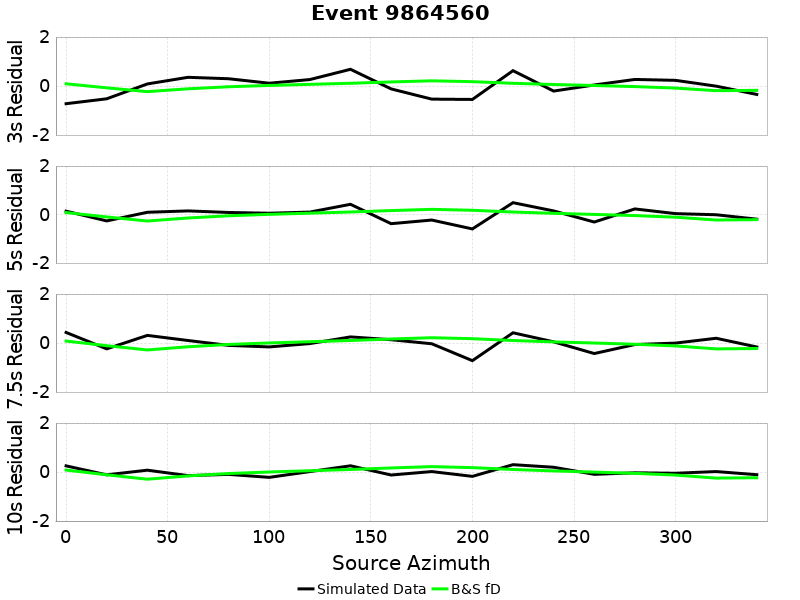 Event 9864560
3s Residual
2
0
-2
5s Residual
2
0
-2
7.5s Residual
2
0
-2
10s Residual
2
0
-2
0 50 100 150 200 250 300
Source Azimuth
Simulated Data B&S fD